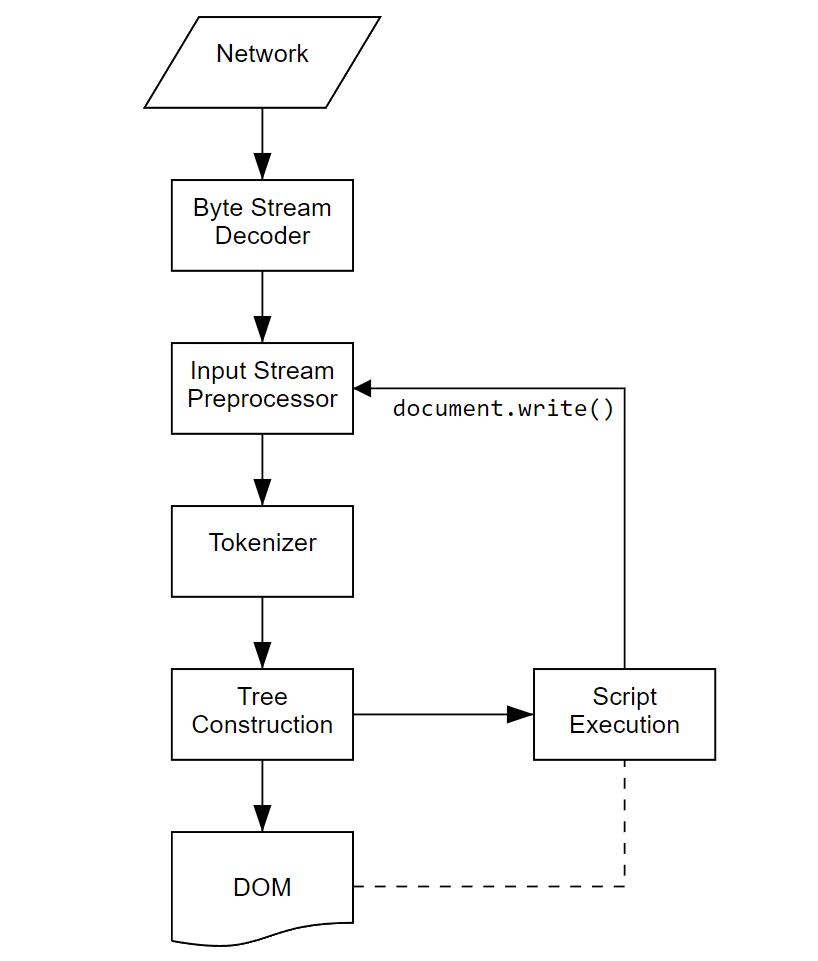 Network
Byte Stream
Decoder
Input Stream
Preprocessor
document.write()
Tokenizer
Tree
Construction
Script
Execution
DOM